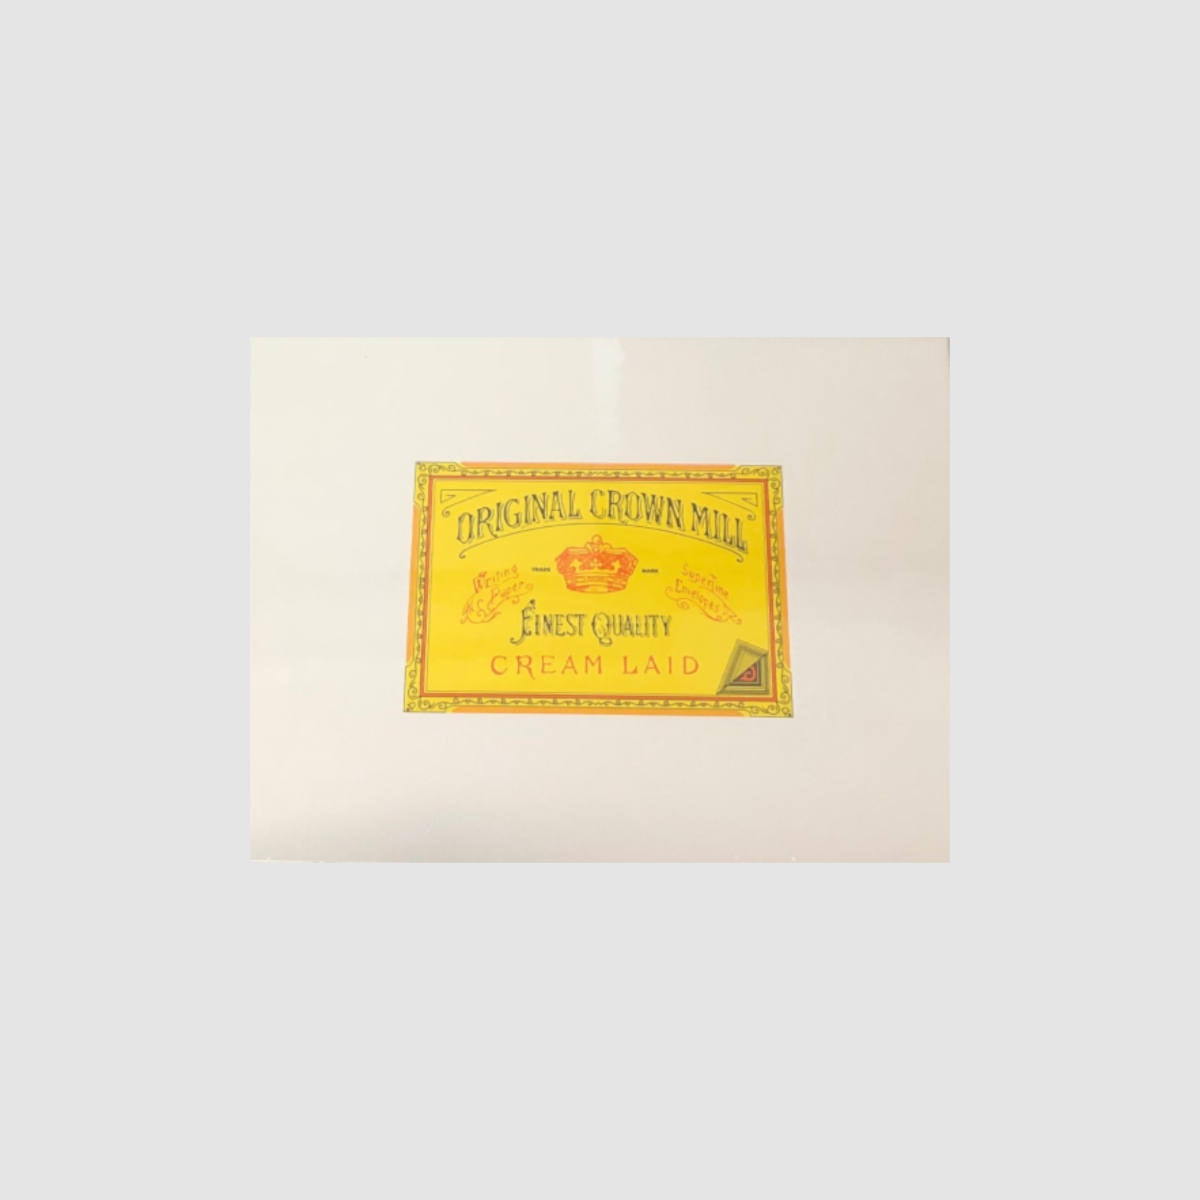 ORIGINAL CROWN MILL
Writing Paper
TRADE MARK
Superfine Envelopes
FINEST QUALITY
CREAM LAID